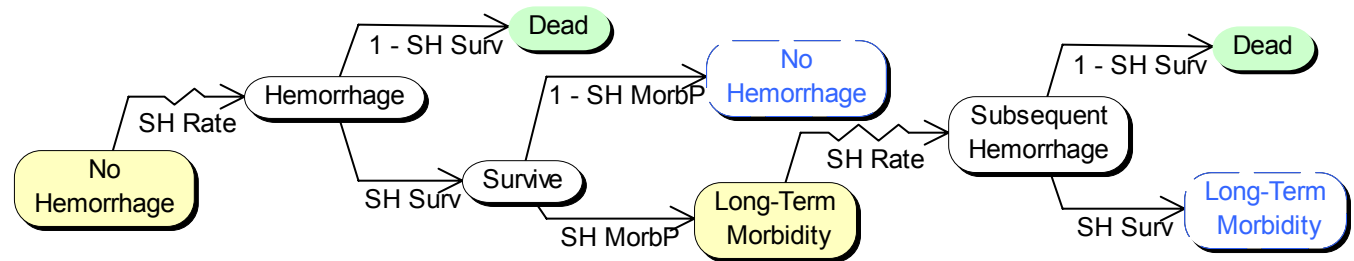 Dead
1 - SH Surv
Hemorrhage
SH Rate
No
Hemorrhage
SH Surv
Survive
1 - SH MorbP
No
Hemorrhage
SH MorbP
Long-Term
Morbidity
SH Rate
Subsequent
Hemorrhage
1 - SH Surv
Dead
SH Surv
Long-Term
Morbidity